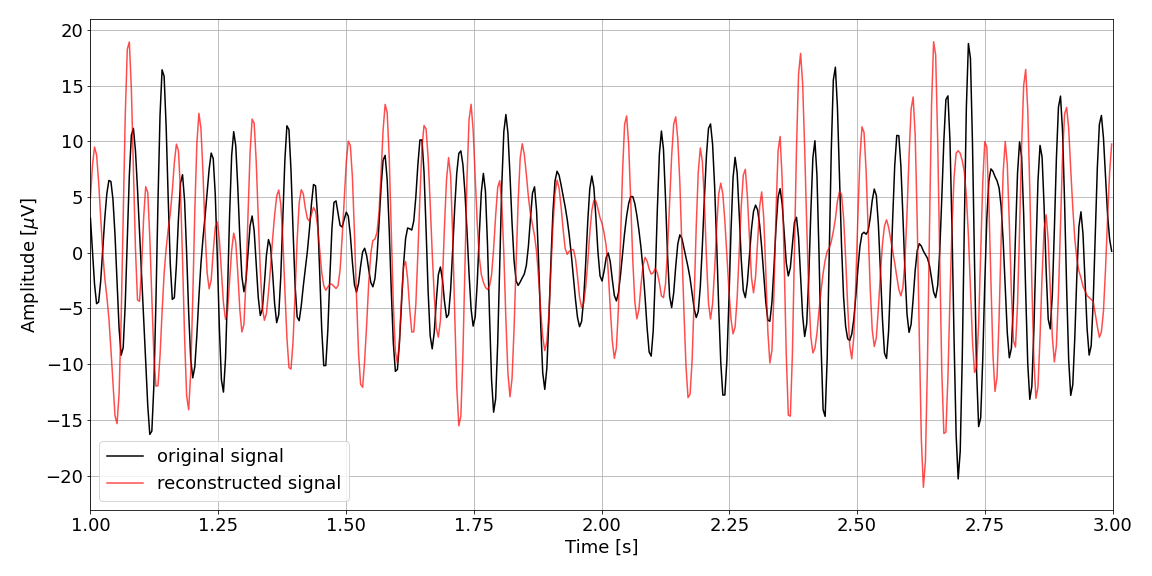 20
15
10
5
0
−5
−10
−15
−20
Amplitude [μV]
original signal
reconstructed signal
1.00 1.25 1.50 1.75 2.00 2.25 2.50 2.75 3.00
Time [s]